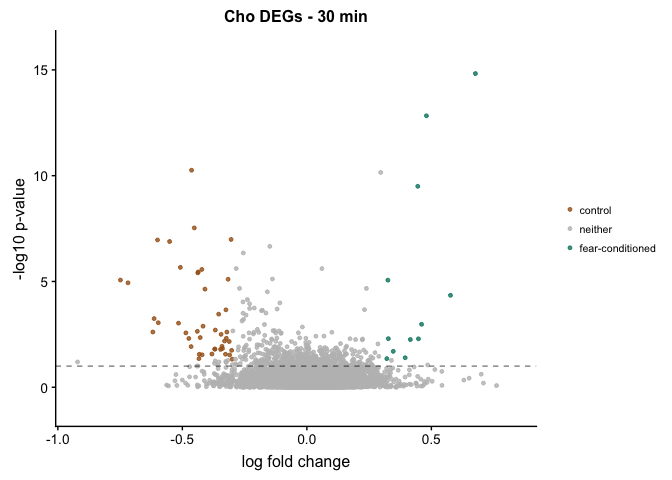 Cho DEGs - 30 min
-log10 p-value
15
10
5
0
-1.0
-0.5
0.0
0.5
log fold change
control
neither
fear-conditioned